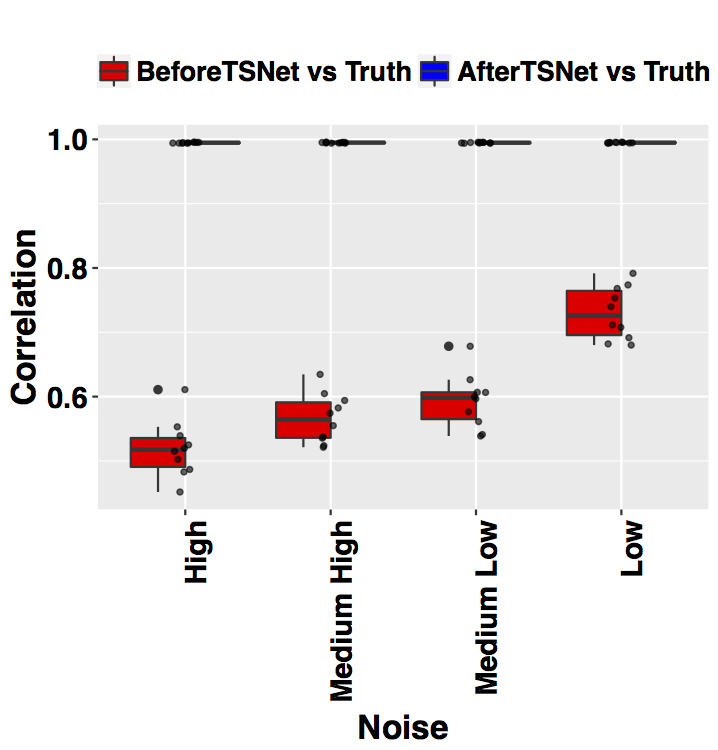 BeforeTSNet vs Truth AfterTSNet vs Truth
1.0
0.8
0.6
Correlation
High
Medium High
Medium Low
Low
Noise